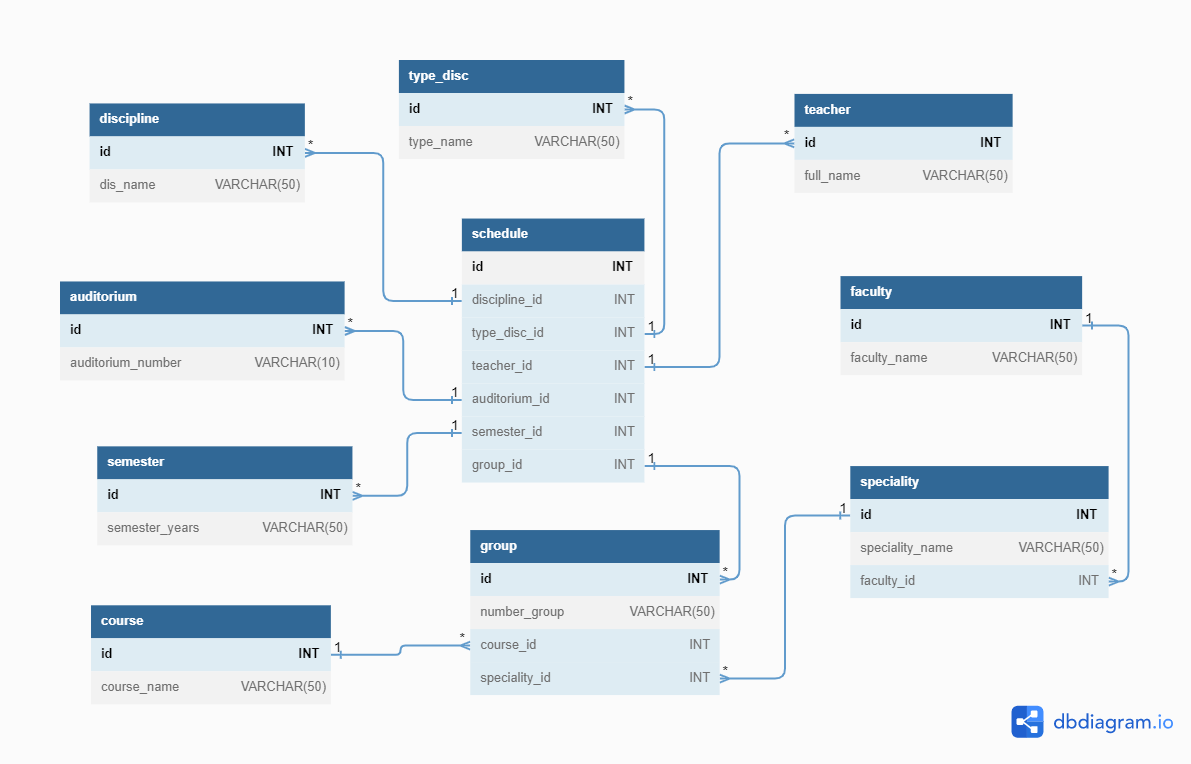 type_disc
id INT
type_name VARCHAR(50)
discipline
id INT
dis_name VARCHAR(50)
teacher
id INT
full_name VARCHAR(50)
schedule
id INT
discipline_id INT
type_disc_id INT
teacher_id INT
auditorium_id INT
semester_id INT
group_id INT
auditorium
id INT
auditorium_number VARCHAR(10)
faculty
id INT
faculty_name VARCHAR(50)
semester
id INT
semester_years VARCHAR(50)
speciality
id INT
speciality_name VARCHAR(50)
faculty_id INT
group
id INT
number_group VARCHAR(50)
course_id INT
speciality_id INT
course
id INT
course_name VARCHAR(50)
*
*
*
*
*
*
*
*
*
1
1
1
1
1
1
1
1
1
dbdiagram.io